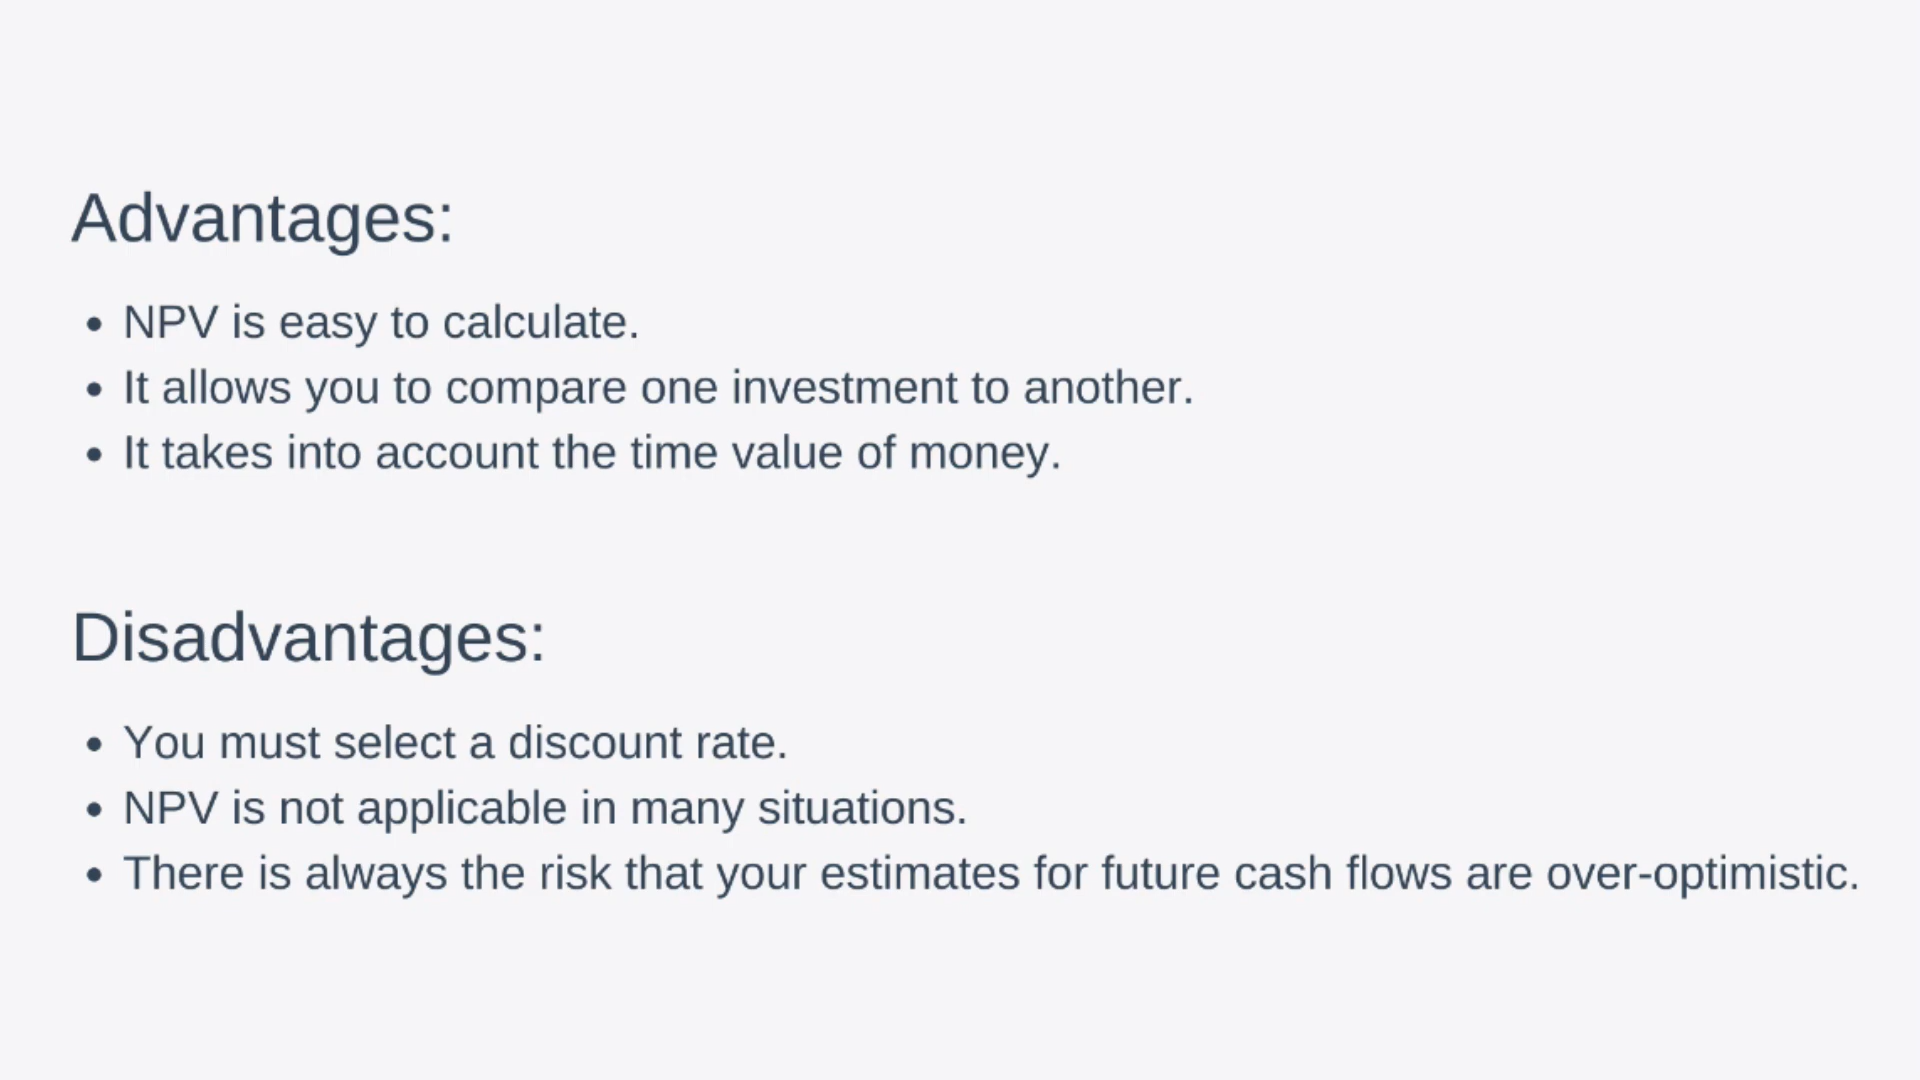 Advantages:
• NPV is easy to calculate.
• It allows you to compare one investment to another.
• It takes into account the time value of money.
Disadvantages:
• You must select a discount rate.
• NPV is not applicable in many situations.
• There is always the risk that your estimates for future cash flows are over-optimistic.